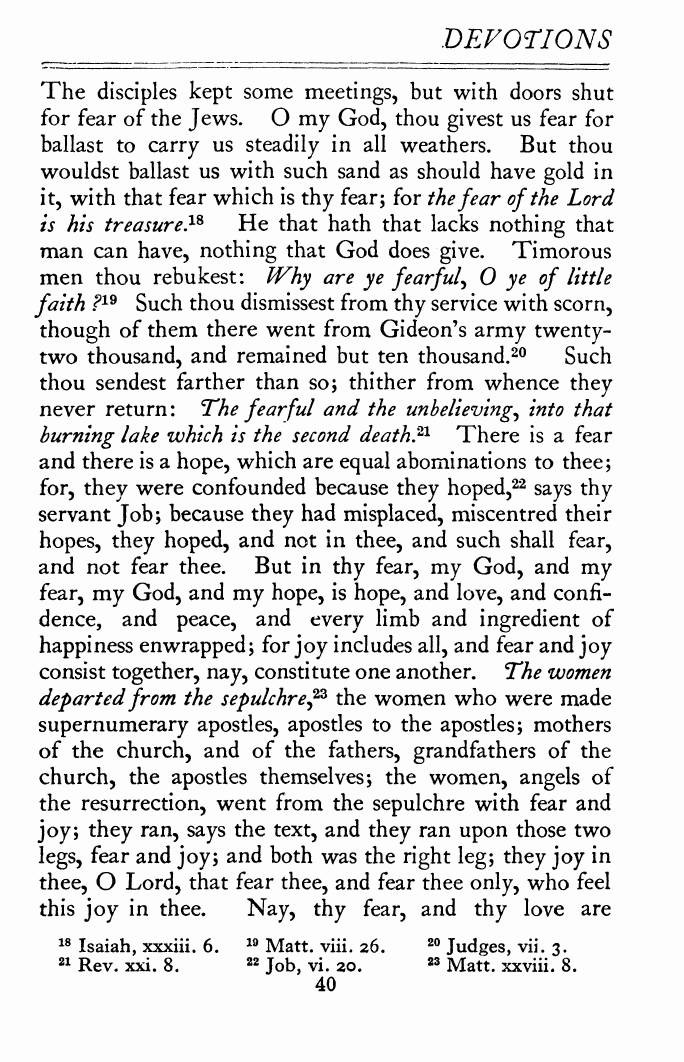 DEVOTIONS
The disciples kept some meetings, but with doors shut
for fear of the Jews. O my God, thou givest us fear for
ballast to carry us steadily in all weathers. But thou
wouldst ballast us with such sand as should have gold in
it, with that fear which is thy fear; for the fear of the Lord
is his treasure.¹⁸ He that hath that lacks nothing that
man can have, nothing that God does give. Timorous
men thou rebukest: Why are ye fearful, O ye of little
faith?¹⁹ Such thou dismissest from thy service with scorn,
though of them there went from Gideon's army twenty-
two thousand, and remained but ten thousand.²⁰ Such
thou sendest farther than so; thither from whence they
never return: The fearful and the unbelieving, into that
burning lake which is the second death.²¹ There is a fear
and there is a hope, which are equal abominations to thee;
for, they were confounded because they hoped,²² says thy
servant Job; because they had misplaced, miscentred their
hopes, they hoped, and not in thee, and such shall fear,
and not fear thee. But in thy fear, my God, and my
fear, my God, and my hope, is hope, and love, and confi-
dence, and peace, and every limb and ingredient of
happiness enwrapped; for joy includes all, and fear and joy
consist together, nay, constitute one another. The women
departed from the sepulchre,²³ the women who were made
supernumerary apostles, apostles to the apostles; mothers
of the church, and of the fathers, grandfathers of the
church, the apostles themselves; the women, angels of
the resurrection, went from the sepulchre with fear and
joy; they ran, says the text, and they ran upon those two
legs, fear and joy; and both was the right leg; they joy in
thee, O Lord, that fear thee, and fear thee only, who feel
this joy in thee. Nay, thy fear, and thy love are
¹⁸ Isaiah, xxxiii. 6. ¹⁹ Matt. viii. 26. ²⁰ Judges, vii. 3.
²¹ Rev. xxi. 8. ²² Job, vi. 20. ²³ Matt. xxviii. 8.
40